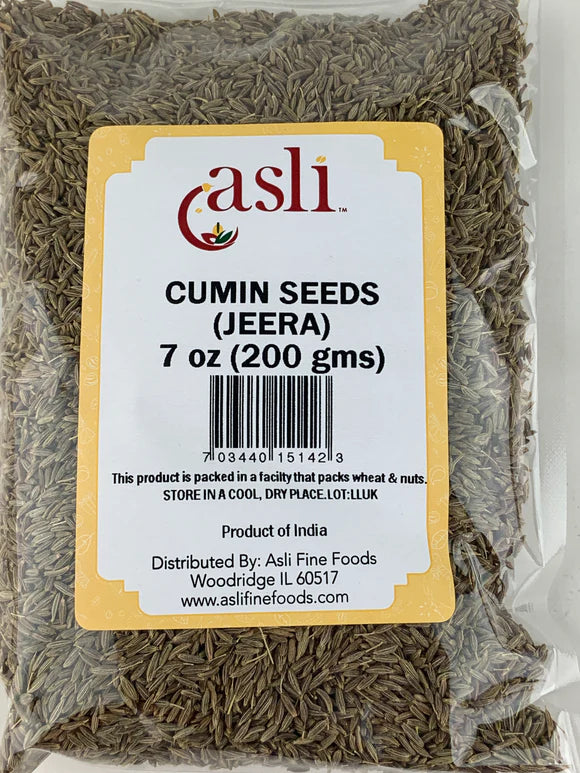 asli™
CUMIN SEEDS
(JEERA)
7 oz (200 gms)
7 03440 15142 3
This product is packed in a facilty that packs wheat & nuts.
STORE IN A COOL, DRY PLACE.LOT:LLUK
Product of India
Distributed By: Asli Fine Foods
Woodridge IL 60517
www.aslifinefoods.com